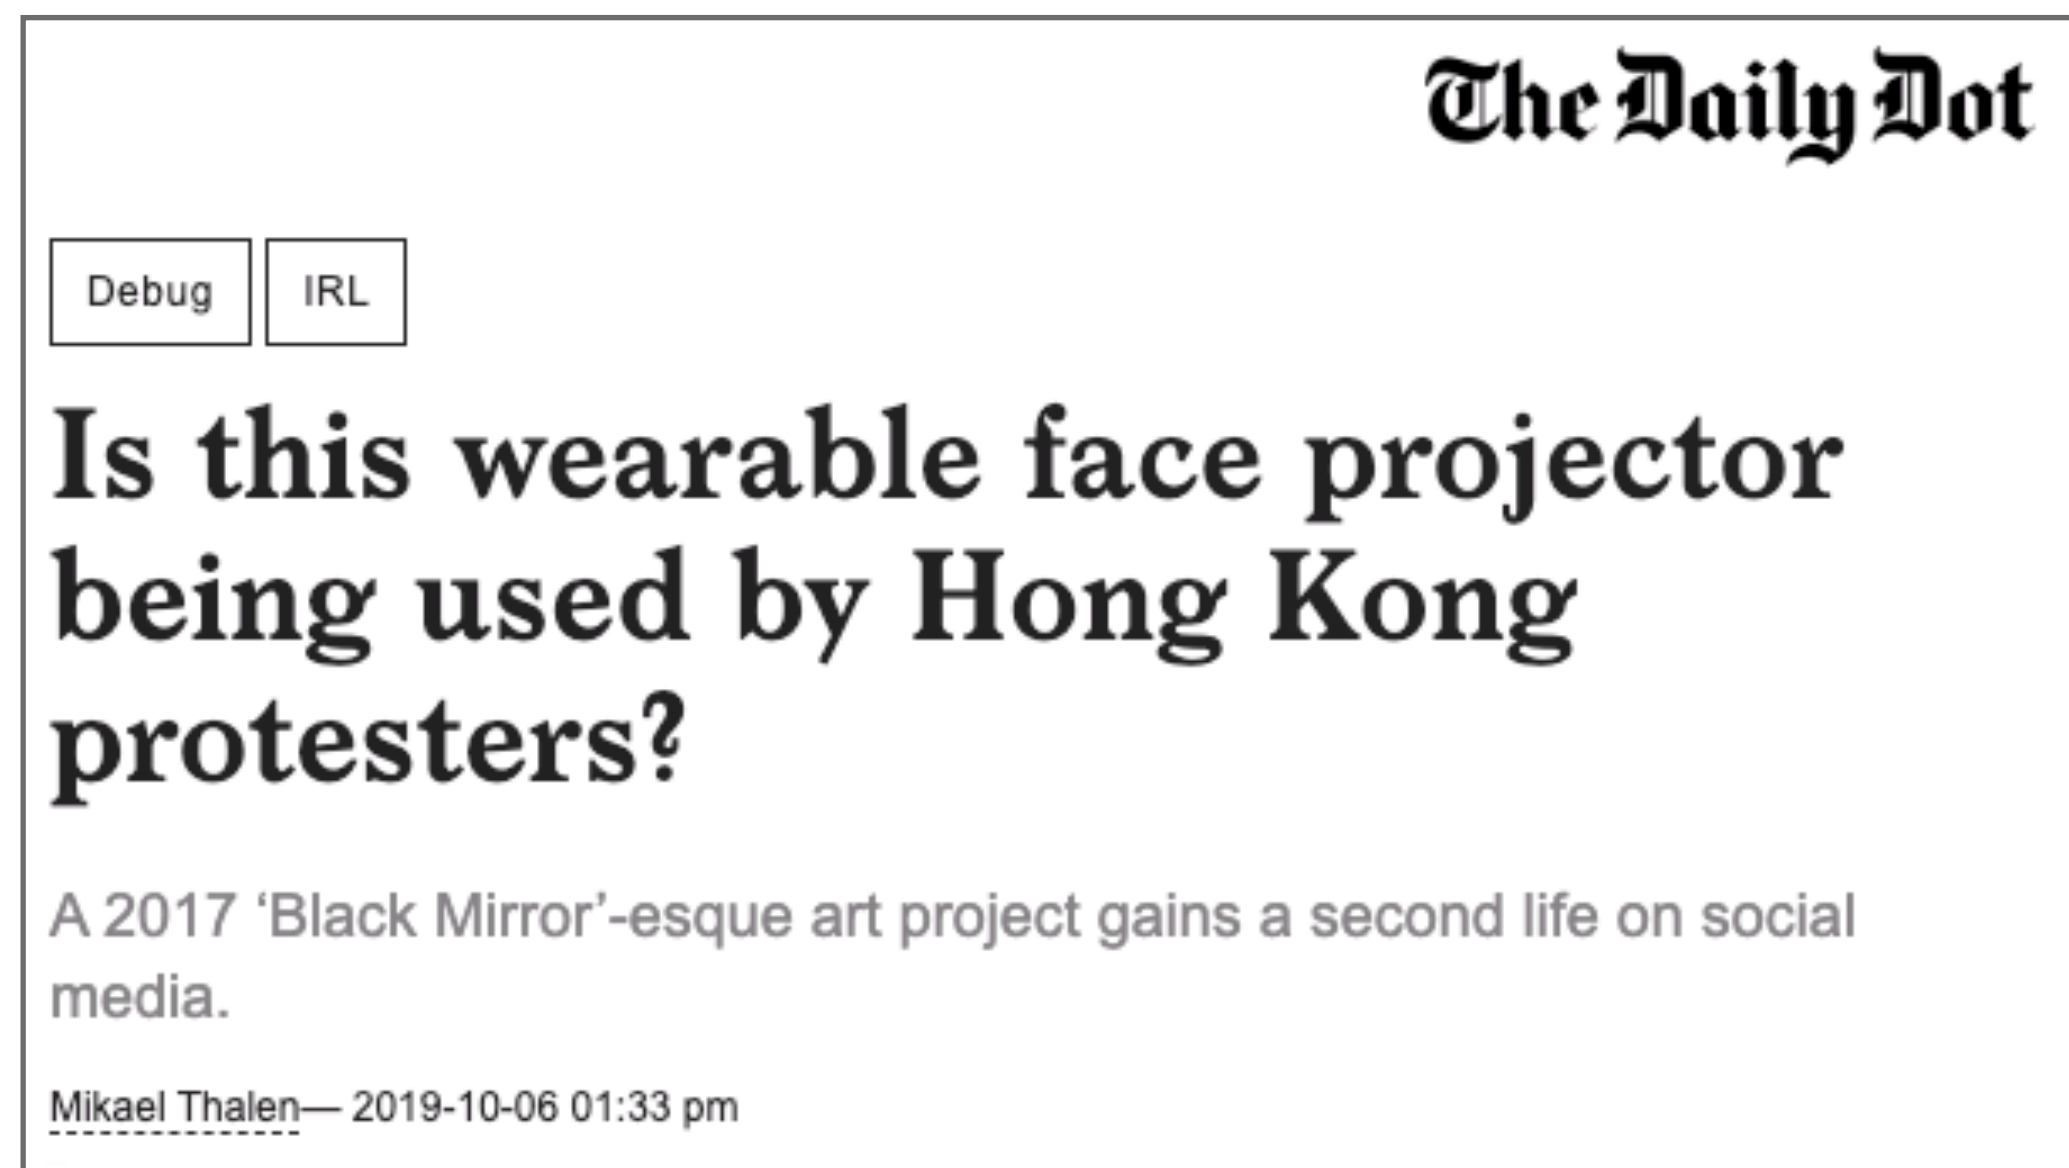 The Daily Dot
Debug IRL
Is this wearable face projector
being used by Hong Kong
protesters?
A 2017 ‘Black Mirror’-esque art project gains a second life on social
media.
Mikael Thalen— 2019-10-06 01:33 pm